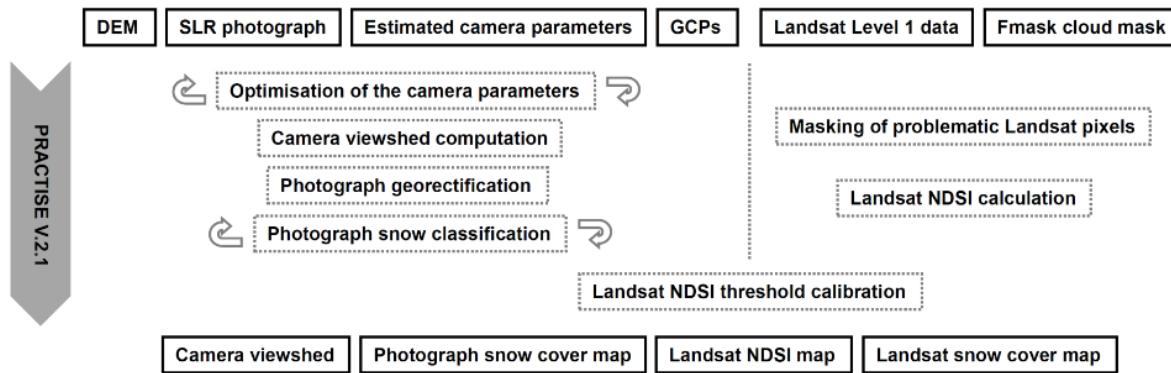 DEM
SLR photograph
Estimated camera parameters
GCPs
Landsat Level 1 data
Fmask cloud mask
PRACTISE V.2.1
Optimisation of the camera parameters
Camera viewshed computation
Photograph georectification
Photograph snow classification
Masking of problematic Landsat pixels
Landsat NDSI calculation
Landsat NDSI threshold calibration
Camera viewshed
Photograph snow cover map
Landsat NDSI map
Landsat snow cover map